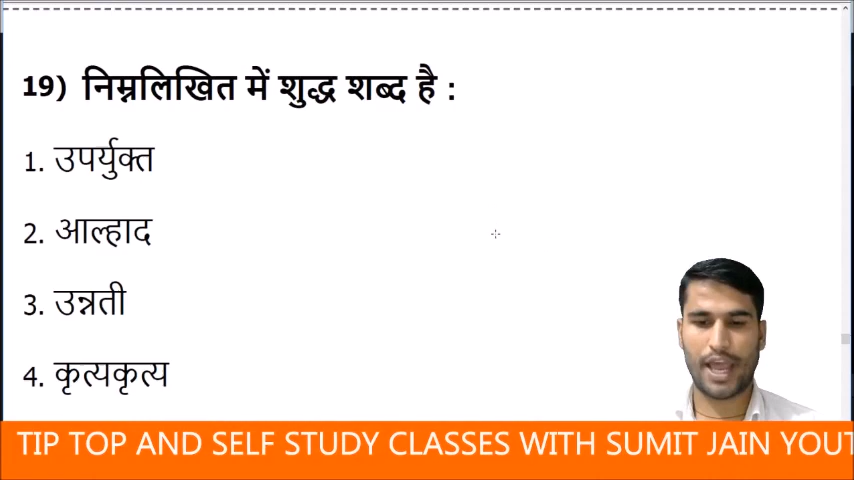 19) निम्नलिखित में शुद्ध शब्द है :
1. उपर्युक्त
2. आल्हाद
3. उन्नती
4. कृत्यकृत्य
TIP TOP AND SELF STUDY CLASSES WITH SUMIT JAIN YOUT